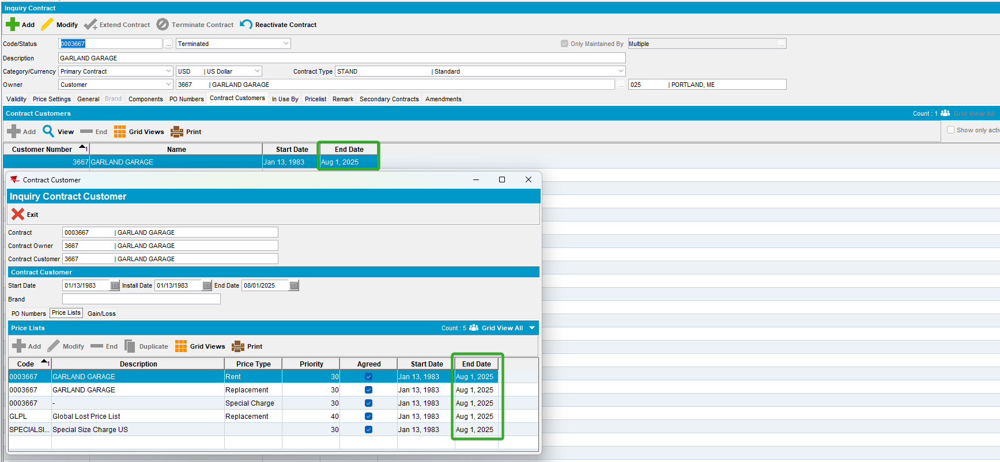 Inquiry Contract
Add Modify Extend Contract Terminate Contract Reactivate Contract
Code/Status 0003667 ... Terminated Only Maintained By Multiple ...
Description GARLAND GARAGE
Category/Currency Primary Contract USD | US Dollar Contract Type STAND | Standard
Owner Customer 3667 | GARLAND GARAGE ... 025 | PORTLAND, ME
Validity Price Settings General Brand Components PO Numbers Contract Customers In Use By Pricelist Remark Secondary Contracts Amendments
Contract Customers Count : 1 Grid View All
Add View End Grid Views Print Show only activ
Customer Number 1 Name Start Date End Date
3667 GARLAND GARAGE Jan 13, 1983 Aug 1, 2025
Contract Customer
Inquiry Contract Customer
Exit
Contract 0003667 | GARLAND GARAGE
Contract Owner 3667 | GARLAND GARAGE
Contract Customer 3667 | GARLAND GARAGE
Contract Customer
Start Date 01/13/1983 16 Install Date 01/13/1983 16 End Date 08/01/2025 16
Brand
PO Numbers Price Lists Gain/Loss
Price Lists Count : 5 Grid View All
Add Modify End Duplicate Grid Views Print
Code 1 Description Price Type Priority Agreed Start Date End Date
0003667 GARLAND GARAGE Rent 30 Jan 13, 1983 Aug 1, 2025
0003667 GARLAND GARAGE Replacement 30 Jan 13, 1983 Aug 1, 2025
0003667 - Special Charge 30 Jan 13, 1983 Aug 1, 2025
GLPL Global Lost Price List Replacement 40 Jan 13, 1983 Aug 1, 2025
SPECIALSI... Special Size Charge US 30 Jan 13, 1983 Aug 1, 2025